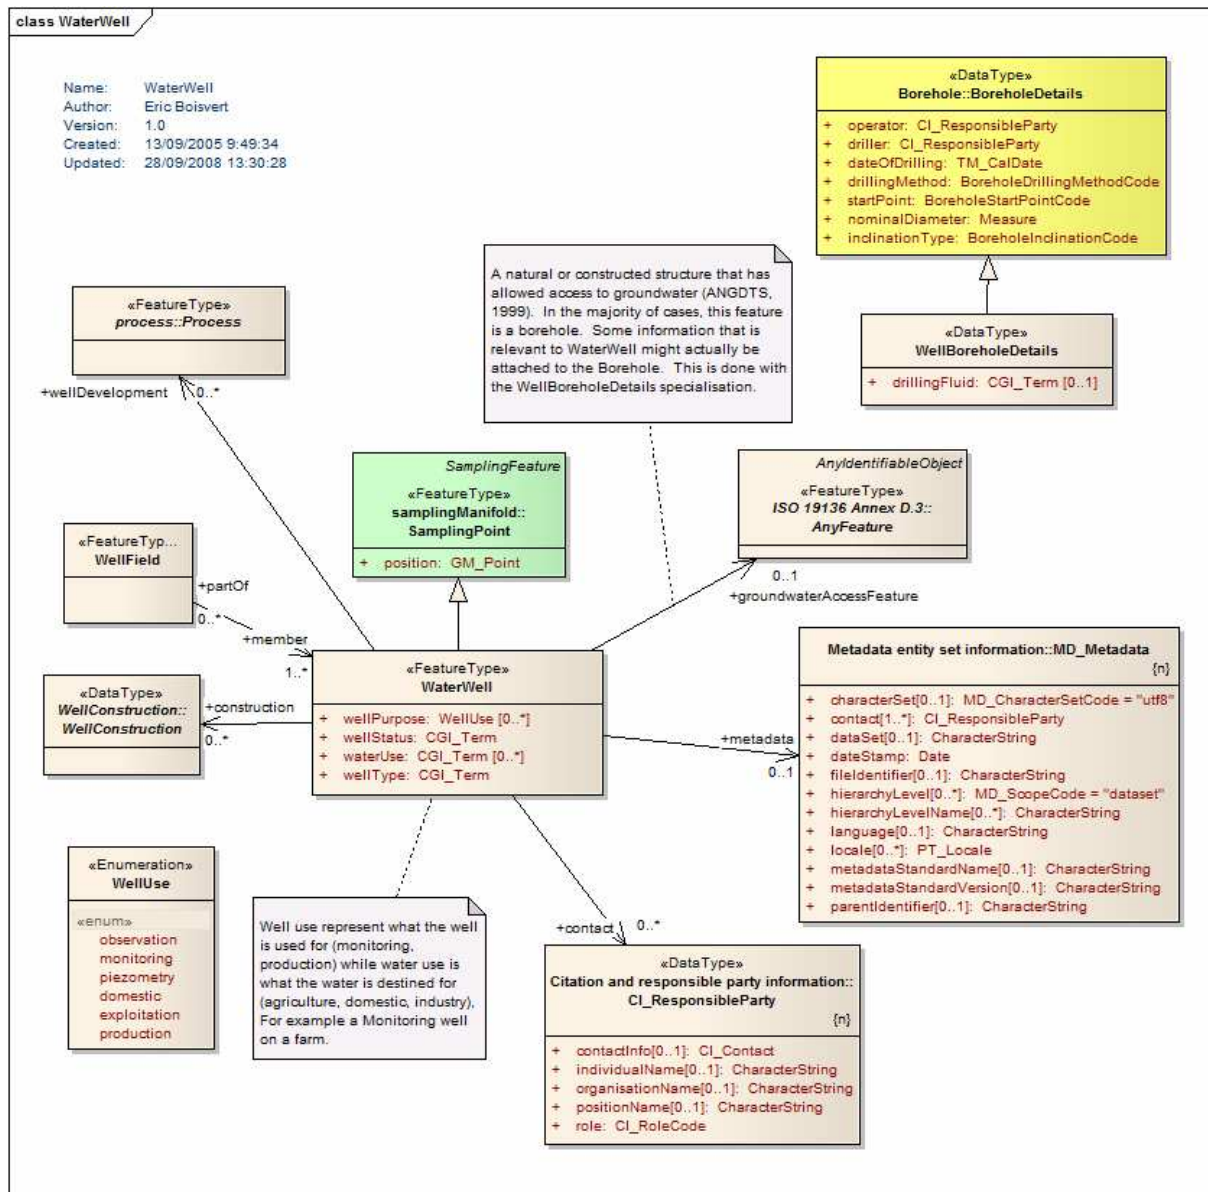 class WaterWell
Name: WaterWell
Author: Eric Boisvert
Version: 1.0
Created: 13/09/2005 9:49:34
Updated: 28/09/2008 13:30:28
«DataType»
Borehole::BoreholeDetails
+ operator: CI_ResponsibleParty
+ driller: CI_ResponsibleParty
+ dateOfDrilling: TM_CalDate
+ drillingMethod: BoreholeDrillingMethodCode
+ startPoint: BoreholeStartPointCode
+ nominalDiameter: Measure
+ inclinationType: BoreholeInclinationCode
A natural or constructed structure that has
allowed access to groundwater (ANGDTS,
1999). In the majority of cases, this feature
is a borehole. Some information that is
relevant to WaterWell might actually be
attached to the Borehole. This is done with
the WellBoreholeDetails specialisation.
«FeatureType»
process::Process
«DataType»
WellBoreholeDetails
+ drillingFluid: CGI_Term [0..1]
+wellDevelopment
0..*
SamplingFeature
«FeatureType»
samplingManifold::
SamplingPoint
+ position: GM_Point
AnyIdentifiableObject
«FeatureType»
ISO 19136 Annex D.3::
AnyFeature
«FeatureTyp...
WellField
+partOf
0..*
+member
1..*
0..1
+groundwaterAccessFeature
«FeatureType»
WaterWell
+ wellPurpose: WellUse [0..*]
+ wellStatus: CGI_Term
+ waterUse: CGI_Term [0..*]
+ wellType: CGI_Term
«DataType»
WellConstruction::
WellConstruction
+construction
0..*
+metadata
0..1
Metadata entity set information::MD_Metadata
{n}
+ characterSet[0..1]: MD_CharacterSetCode = "utf8"
+ contact[1..*]: CI_ResponsibleParty
+ dataSet[0..1]: CharacterString
+ dateStamp: Date
+ fileIdentifier[0..1]: CharacterString
+ hierarchyLevel[0..*]: MD_ScopeCode = "dataset"
+ hierarchyLevelName[0..*]: CharacterString
+ language[0..1]: CharacterString
+ locale[0..*]: PT_Locale
+ metadataStandardName[0..1]: CharacterString
+ metadataStandardVersion[0..1]: CharacterString
+ parentIdentifier[0..1]: CharacterString
«Enumeration»
WellUse
«enum»
observation
monitoring
piezometry
domestic
exploitation
production
Well use represent what the well
is used for (monitoring,
production) while water use is
what the water is destined for
(agriculture, domestic, industry),
For example a Monitoring well
on a farm.
+contact
0..*
«DataType»
Citation and responsible party information::
CI_ResponsibleParty
{n}
+ contactInfo[0..1]: CI_Contact
+ individualName[0..1]: CharacterString
+ organisationName[0..1]: CharacterString
+ positionName[0..1]: CharacterString
+ role: CI_RoleCode